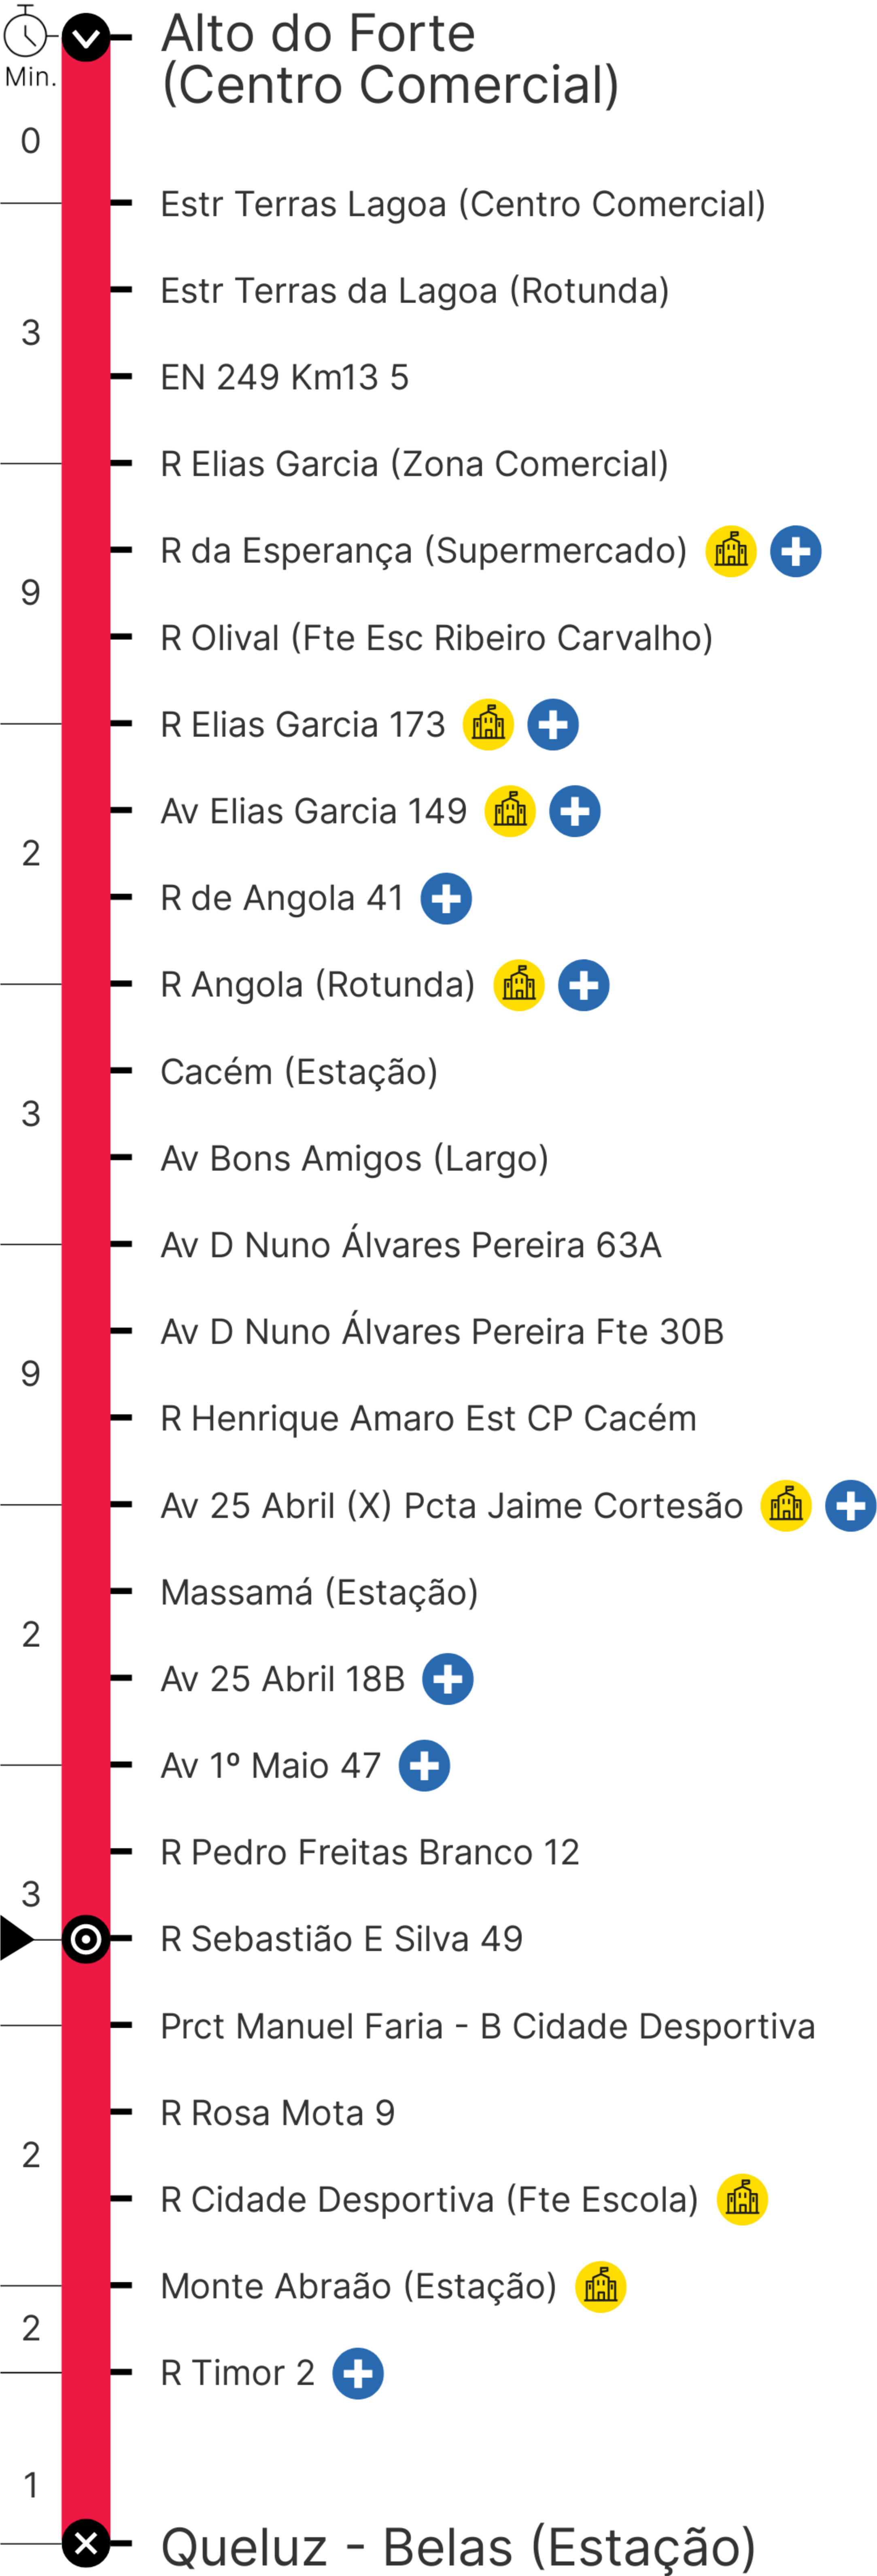 Alto do Forte
(Centro Comercial)
Min.
0
Estr Terras Lagoa (Centro Comercial)
Estr Terras da Lagoa (Rotunda)
3
EN 249 Km13 5
R Elias Garcia (Zona Comercial)
R da Esperança (Supermercado)
9
R Olival (Fte Esc Ribeiro Carvalho)
R Elias Garcia 173
Av Elias Garcia 149
2
R de Angola 41
R Angola (Rotunda)
Cacém (Estação)
3
Av Bons Amigos (Largo)
Av D Nuno Álvares Pereira 63A
Av D Nuno Álvares Pereira Fte 30B
9
R Henrique Amaro Est CP Cacém
Av 25 Abril (X) Pcta Jaime Cortesão
Massamá (Estação)
2
Av 25 Abril 18B
Av 1º Maio 47
R Pedro Freitas Branco 12
3
R Sebastião E Silva 49
Prct Manuel Faria - B Cidade Desportiva
R Rosa Mota 9
2
R Cidade Desportiva (Fte Escola)
Monte Abraão (Estação)
2
R Timor 2
1
Queluz - Belas (Estação)